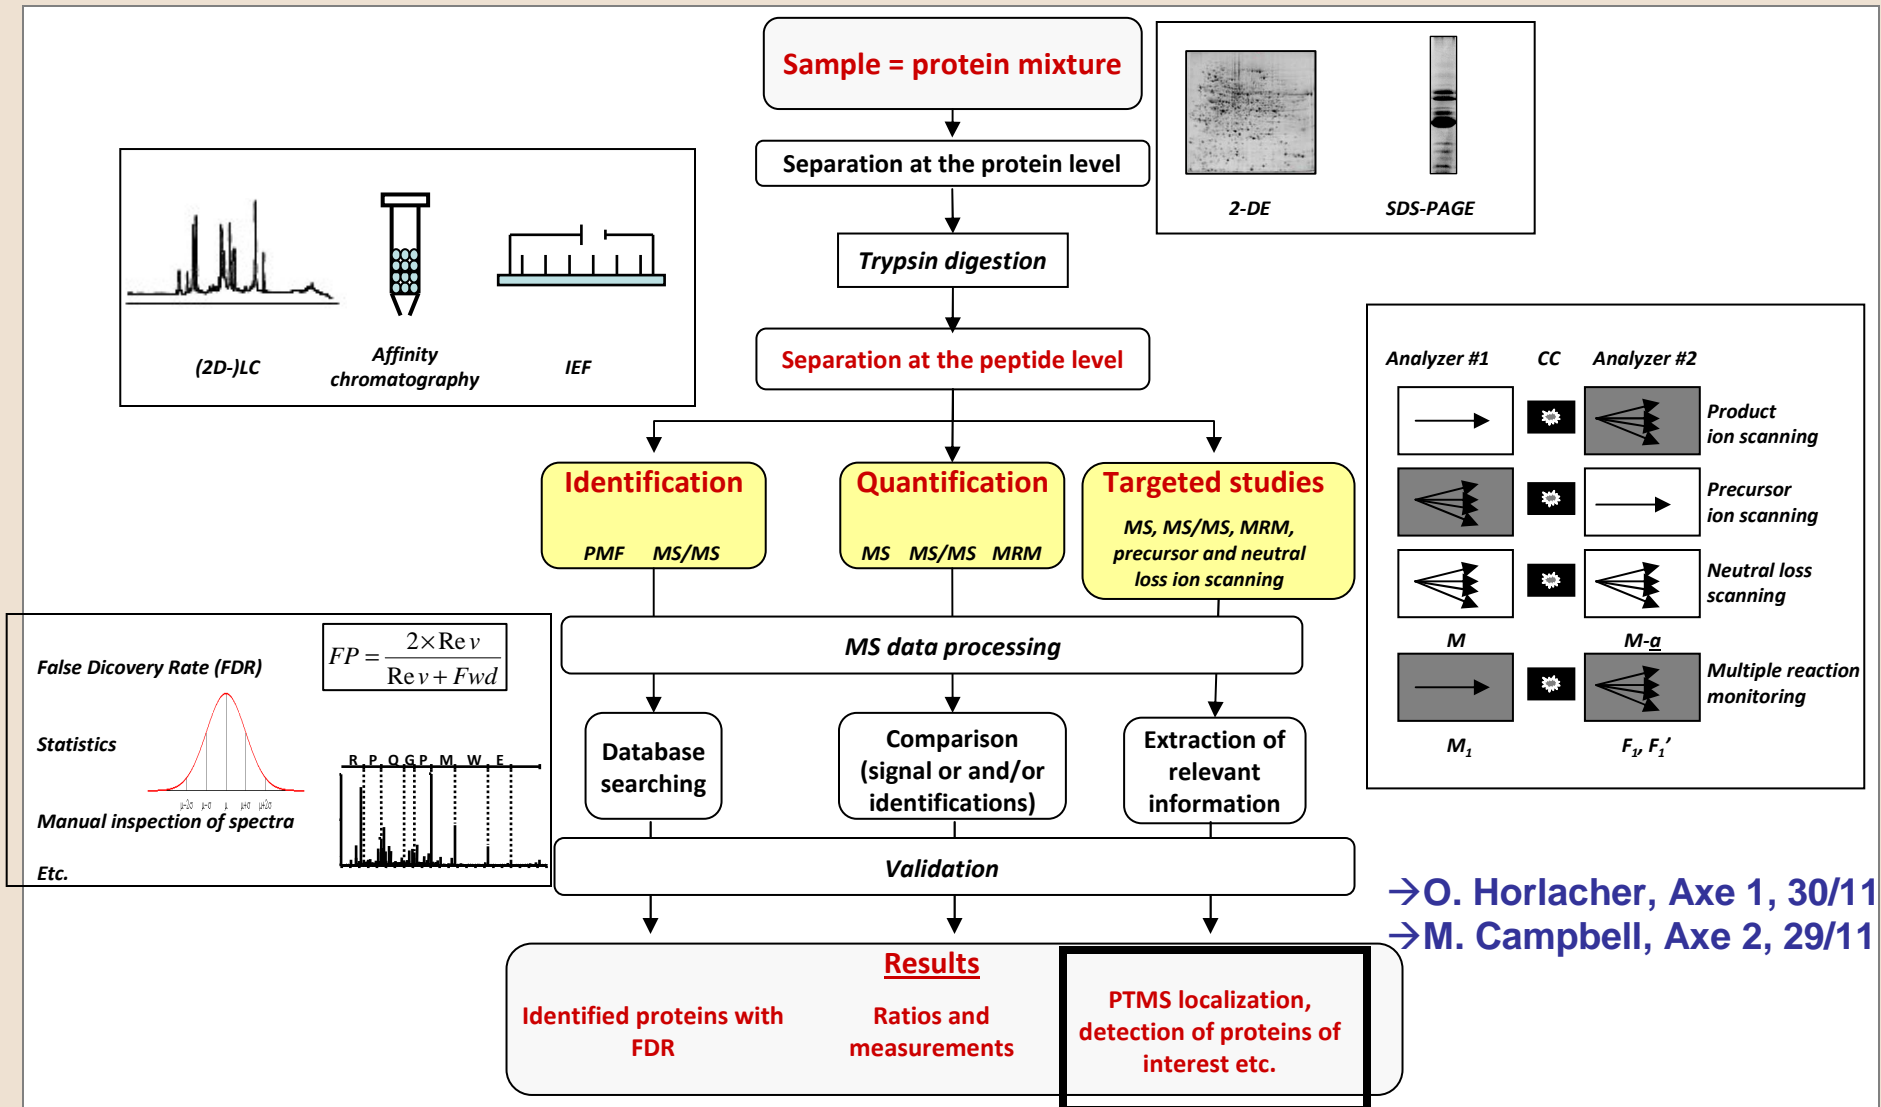 Sample = protein mixture
Separation at the protein level
2-DE
SDS-PAGE
(2D-)LC
Affinity
chromatography
IEF
Trypsin digestion
Separation at the peptide level
Analyzer #1
CC
Analyzer #2
Product
ion scanning
Precursor
ion scanning
Neutral loss
scanning
M
M-a
Multiple reaction
monitoring
M₁
F₁, F₁'
Identification
PMF MS/MS
Quantification
MS MS/MS MRM
Targeted studies
MS, MS/MS, MRM,
precursor and neutral
loss ion scanning
MS data processing
False Dicovery Rate (FDR)
FP = 2×Rev / Rev + Fwd
Statistics
μ-2σ μ-σ μ μ+σ μ+2σ
Manual inspection of spectra
Etc.
R P Q G P M W E
Database
searching
Comparison
(signal or and/or
identifications)
Extraction of
relevant
information
Validation
→O. Horlacher, Axe 1, 30/11
→M. Campbell, Axe 2, 29/11
Results
Identified proteins with
FDR
Ratios and
measurements
PTMS localization,
detection of proteins of
interest etc.